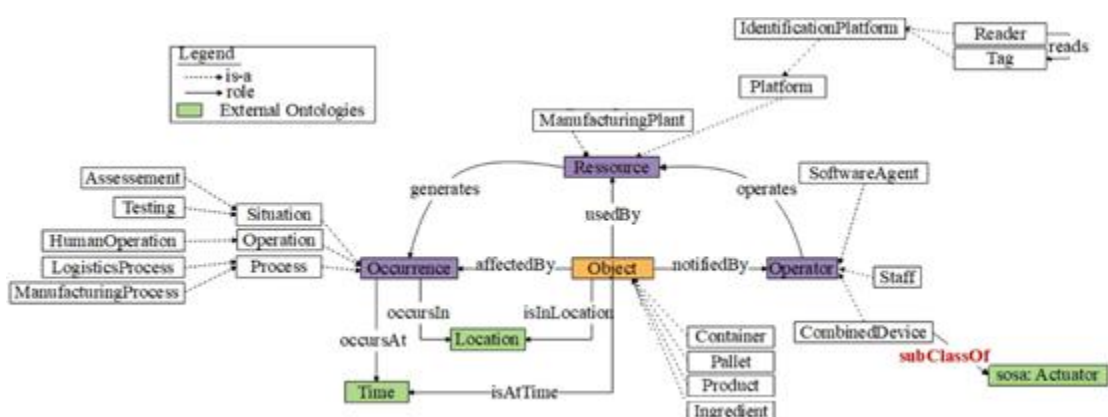 Legend
is-a
role
External Ontologies
IdentificationPlatform
Reader
reads
Tag
Platform
ManufacturingPlant
Ressource
SoftwareAgent
Assessement
generates
operates
Testing
Situation
usedBy
HumanOperation
Operation
LogisticsProcess
Process
Occurrence
affectedBy
Object
notifiedBy
Operator
Staff
ManufacturingProcess
occursIn
isInLocation
Container
CombinedDevice
occursAt
Location
Pallet
subClassOf
Product
sosa: Actuator
Time
isAtTime
Ingredient